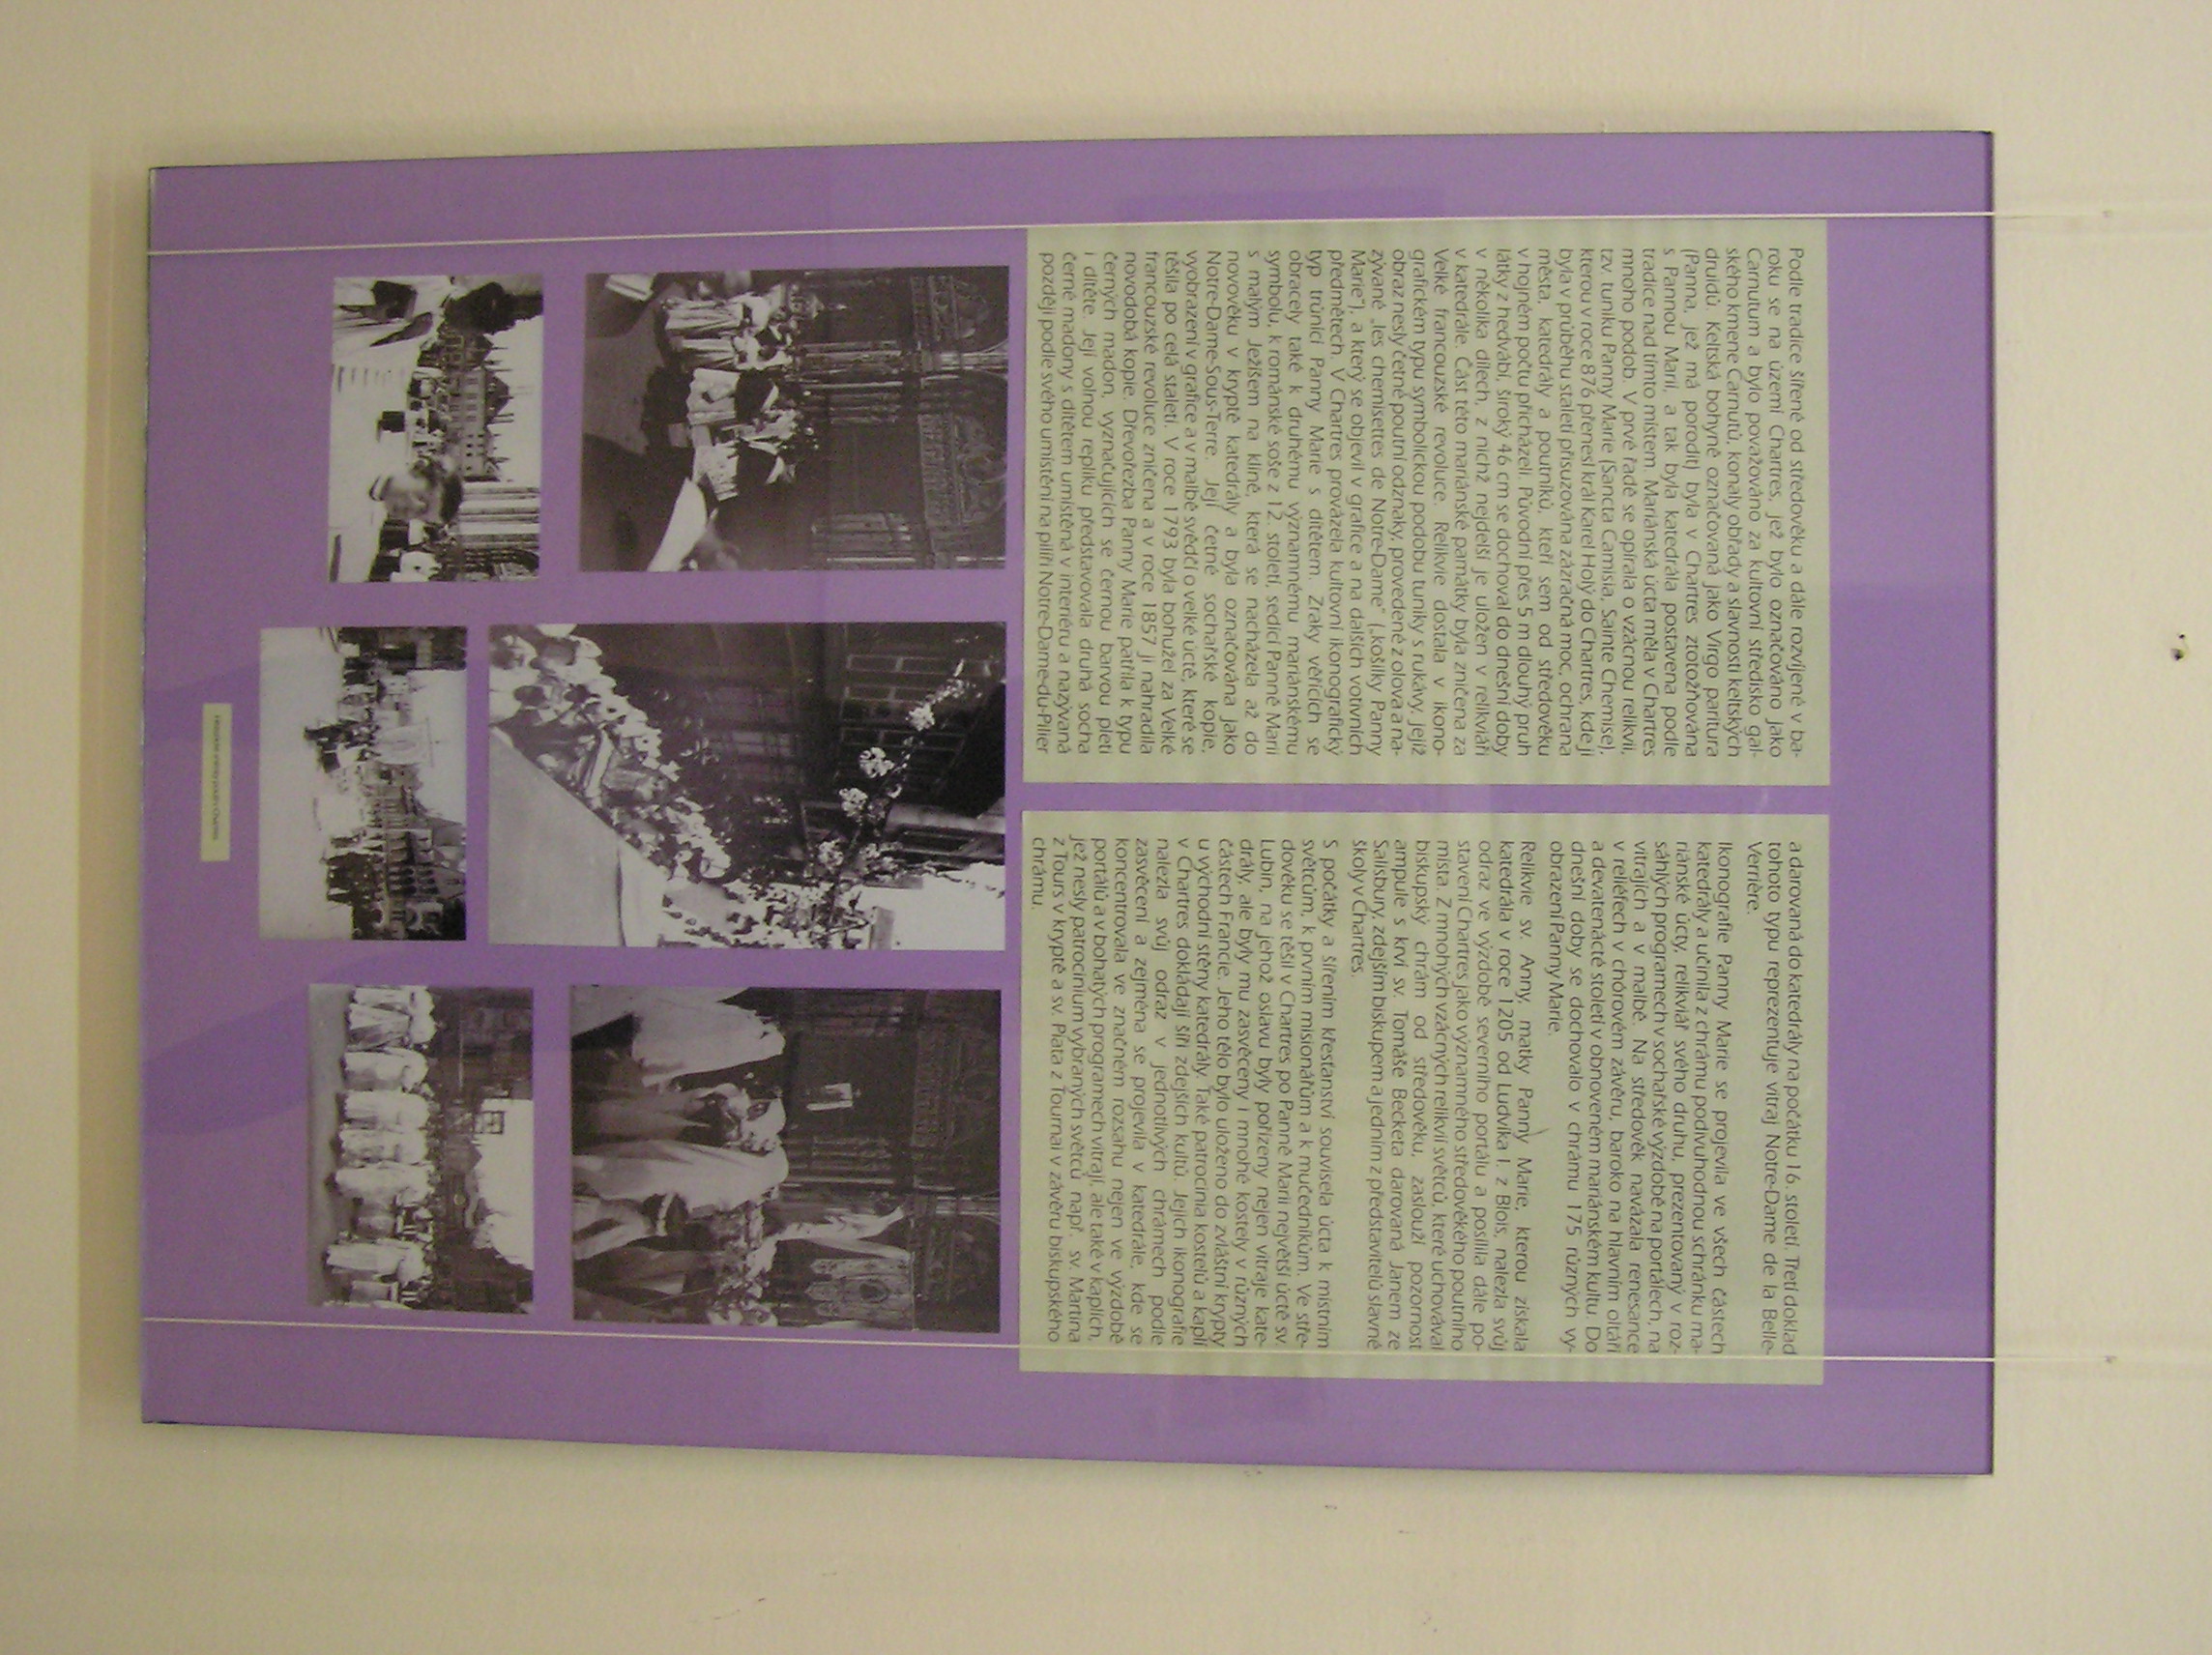 Podle tradice šířené od středověku a dále rozvíjené v ba-
roku se na území Chartres, jež bylo označováno jako
Carnutum a bylo považováno za kultovní středisko gal-
ského kmene Carnutů, konaly obřady a slavnosti keltských
druidů. Keltská bohyně označovaná jako Virgo paritura
(Panna, jež má porodit) byla v Chartres ztotožňována
s Pannou Marií, a tak byla katedrála postavena podle
tradice nad tímto místem. Mariánská úcta měla v Chartres
mnoho podob. V prvé řadě se opírala o vzácnou relikvii,
tzv. tuniku Panny Marie (Sancta Camisia, Sainte Chemise),
kterou v roce 876 přenesl král Karel Holý do Chartres, kde jí
byla v průběhu staletí přisuzována zázračná moc, ochrana
města, katedrály a poutníků, kteří sem od středověku
v hojném počtu přicházeli. Původní přes 5 m dlouhý pruh
látky z hedvábí, široký 46 cm se dochoval do dnešní doby
v několika dílech, z nichž nejdelší je uložen v relikviáři
v katedrále. Část této mariánské památky byla zničena za
Velké francouzské revoluce. Relikvie dostala v ikono-
grafickém typu symbolickou podobu tuniky s rukávy, jejíž
obraz nesly četné poutní odznaky, provedené z olova a na-
zývané „les chemisettes de Notre-Dame“ („košilky Panny
Marie“), a který se objevil v grafice a na dalších votivních
předmětech. V Chartres provázela kultovní ikonografický
typ trůnící Panny Marie s dítětem. Zraky věřících se
obracely také k druhému významnému mariánskému
symbolu, k románské soše z 12. století, sedící Panně Marii
s malým Ježíšem na klíně, která se nacházela až do
novověku v kryptě katedrály a byla označována jako
Notre-Dame-Sous-Terre. Její četné sochařské kopie,
vyobrazení v grafice a v malbě svědčí o velké úctě, které se
těšila po celá staletí. V roce 1793 byla bohužel za Velké
francouzské revoluce zničena a v roce 1857 ji nahradila
novodobá kopie. Dřevořezba Panny Marie patřila k typu
černých madon, vyznačujících se černou barvou pleti
i dítěte. Její volnou repliku představovala druhá socha
černé madony s dítětem umístěná v interiéru a nazývaná
později podle svého umístění na pilíři Notre-Dame-du-Pilier
a darovaná do katedrály na počátku 16. století. Třetí doklad
tohoto typu reprezentuje vitraj Notre-Dame de la Belle-
Verrière.
Ikonografie Panny Marie se projevila ve všech částech
katedrály a učinila z chrámu podivuhodnou schránku ma-
riánské úcty, relikviář svého druhu, prezentovaný v roz-
sáhlých programech v sochařské výzdobě na portálech, na
vitrajích a v malbě. Na středověk navázala renesance
v reliéfech v chórovém závěru, baroko na hlavním oltáři
a devatenácté století v obnoveném mariánském kultu. Do
dnešní doby se dochovalo v chrámu 175 různých vy-
obrazení Panny Marie.
Relikvie sv. Anny, matky Panny Marie, kterou získala
katedrála v roce 1205 od Ludvíka I. z Blois, nalezla svůj
odraz ve výzdobě severního portálu a posílila dále po-
stavení Chartres jako významného středověkého poutního
místa. Z mnohých vzácných relikvií světců, které uchovával
biskupský chrám od středověku, zaslouží pozornost
ampule s krví sv. Tomáše Becketa darovaná Janem ze
Salisbury, zdejším biskupem a jedním z představitelů slavné
školy v Chartres.
S počátky a šířením křesťanství souvisela úcta k místním
světcům, k prvním misionářům a k mučedníkům. Ve stře-
dověku se těšil v Chartres po Panně Marii největší úctě sv.
Lubin, na jehož oslavu byly pořízeny nejen vitraje kate-
drály, ale byly mu zasvěceny i mnohé kostely v různých
částech Francie. Jeho tělo bylo uloženo do zvláštní krypty
u východní stěny katedrály. Také patrocinia kostelů a kaplí
v Chartres dokládají šíři zdejších kultů. Jejich ikonografie
nalezla svůj odraz v jednotlivých chrámech podle
zasvěcení a zejména se projevila v katedrále, kde se
koncentrovala ve značném rozsahu nejen ve výzdobě
portálů a v bohatých programech vitrají, ale také v kaplích,
jež nesly patrocinium vybraných světců např. sv. Martina
z Tours v kryptě a sv. Piata z Tournai v závěru biskupského
chrámu.
Historické snímky poutí v Chartres